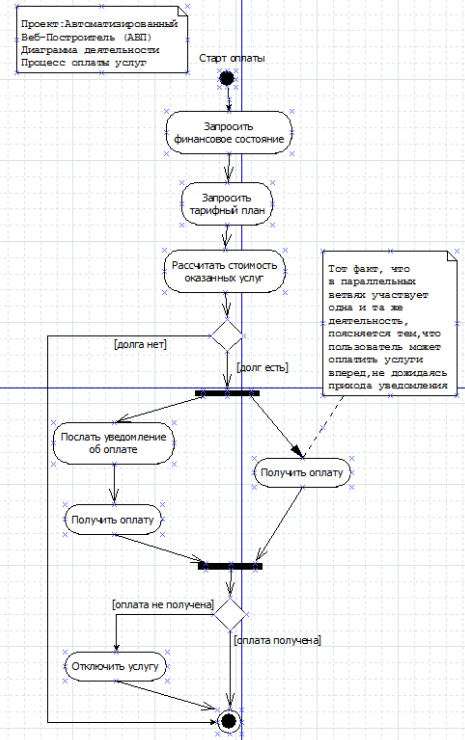 Проект:Автоматизированный
Веб-Построитель (АВП)
Диаграмма деятельности
Процесс оплаты услуг
Старт оплаты
Запросить
финансовое состояние
Запросить
тарифный план
Рассчитать стоимость
оказанных услуг
Тот факт, что
в параллельных
ветвях участвует
одна и та же
деятельность,
поясняется тем,что
пользователь может
оплатить услуги
вперед,не дожидаясь
прихода уведомления
[долга нет]
[долг есть]
Послать уведомление
об оплате
Получить оплату
Получить оплату
[оплата не получена]
[оплата получена]
Отключить услугу